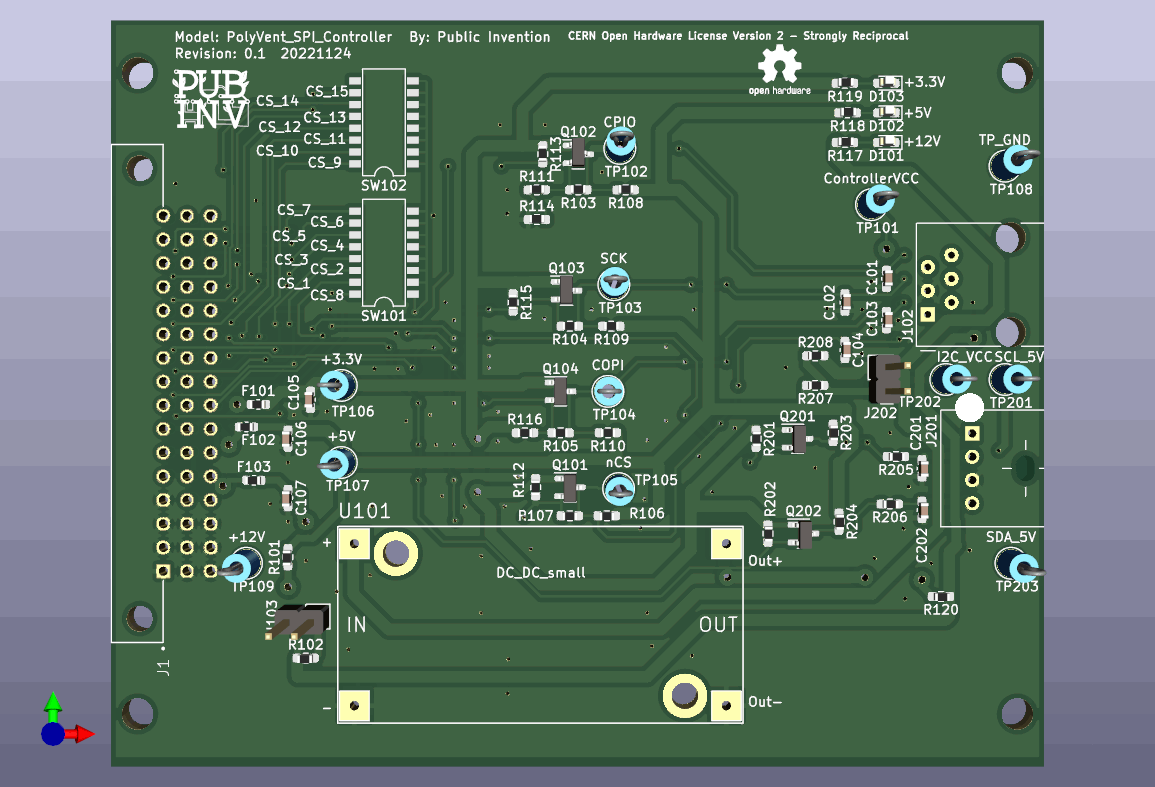 Model: PolyVent_SPI_Controller By: Public Invention CERN Open Hardware License Version 2 - Strongly Reciprocal
Revision: 0.1 20221124
PUB
INV
open hardware
CS_15
CS_14
CS_13
CS_12
CS_11
CS_10
CS_9
SW102
CS_7
CS_6
CS_5
CS_4
CS_3
CS_2
CS_1
CS_8
SW101
CPIO
Q102
R113
TP102
R111
R103
R108
R114
R119
D103
+3.3V
R118
D102
+5V
R117
D101
+12V
TP_GND
TP108
ControllerVCC
TP101
SCK
Q103
R115
TP103
R104
R109
C101
C102
C103
C104
J102
R208
R207
J202
I2C_VCC
SCL_5V
TP202
TP201
+3.3V
TP106
F101
C105
F102
C106
+5V
TP107
F103
C107
COPI
Q104
TP104
R116
R105
R110
nCS
Q101
R112
TP105
R107
R106
Q201
R201
R203
C201
J201
R205
R206
R202
Q202
R204
C202
SDA_5V
TP203
R120
+12V
TP109
R101
J103
R102
U101
+
DC_DC_small
Out+
IN
OUT
-
Out-
J1